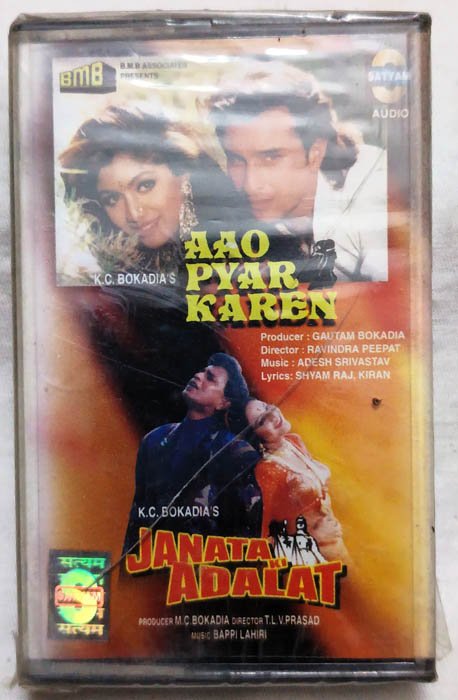 BMB
B.M.B ASSOCIATES
PRESENTS
SATYAM
AUDIO
K.C. BOKADIA'S
AAO
PYAR
KAREN
Producer : GAUTAM BOKADIA
Director : RAVINDRA PEEPAT
Music : ADESH SRIVASTAV
Lyrics: SHYAM RAJ, KIRAN
K.C. BOKADIA'S
JANATA KI
ADALAT
सत्यम
सत्यम
PRODUCER M.C.BOKADIA DIRECTOR T.L.V.PRASAD
MUSIC BAPPI LAHIRI